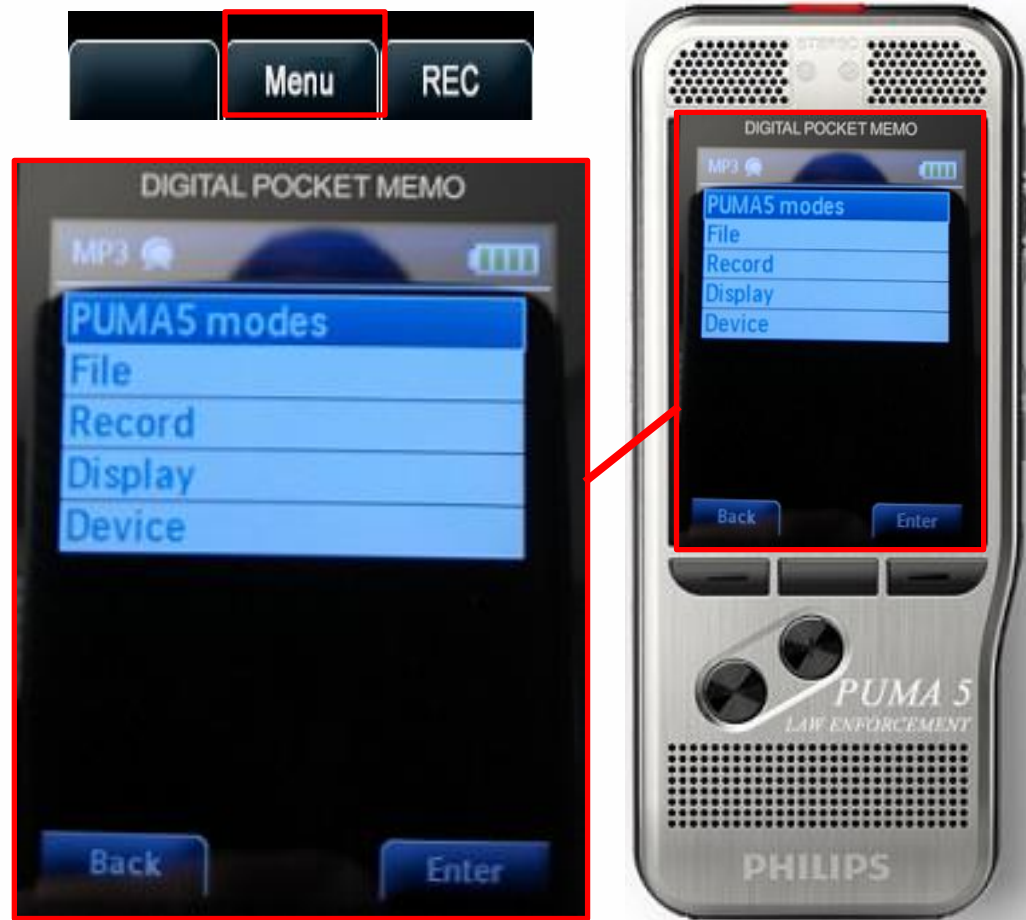 Menu
REC
DIGITAL POCKET MEMO
MP3
PUMA5 modes
File
Record
Display
Device
Back
Enter
STEREO
DIGITAL POCKET MEMO
MP3
PUMA5 modes
File
Record
Display
Device
Back
Enter
PUMA 5
LAW ENFORCEMENT
PHILIPS